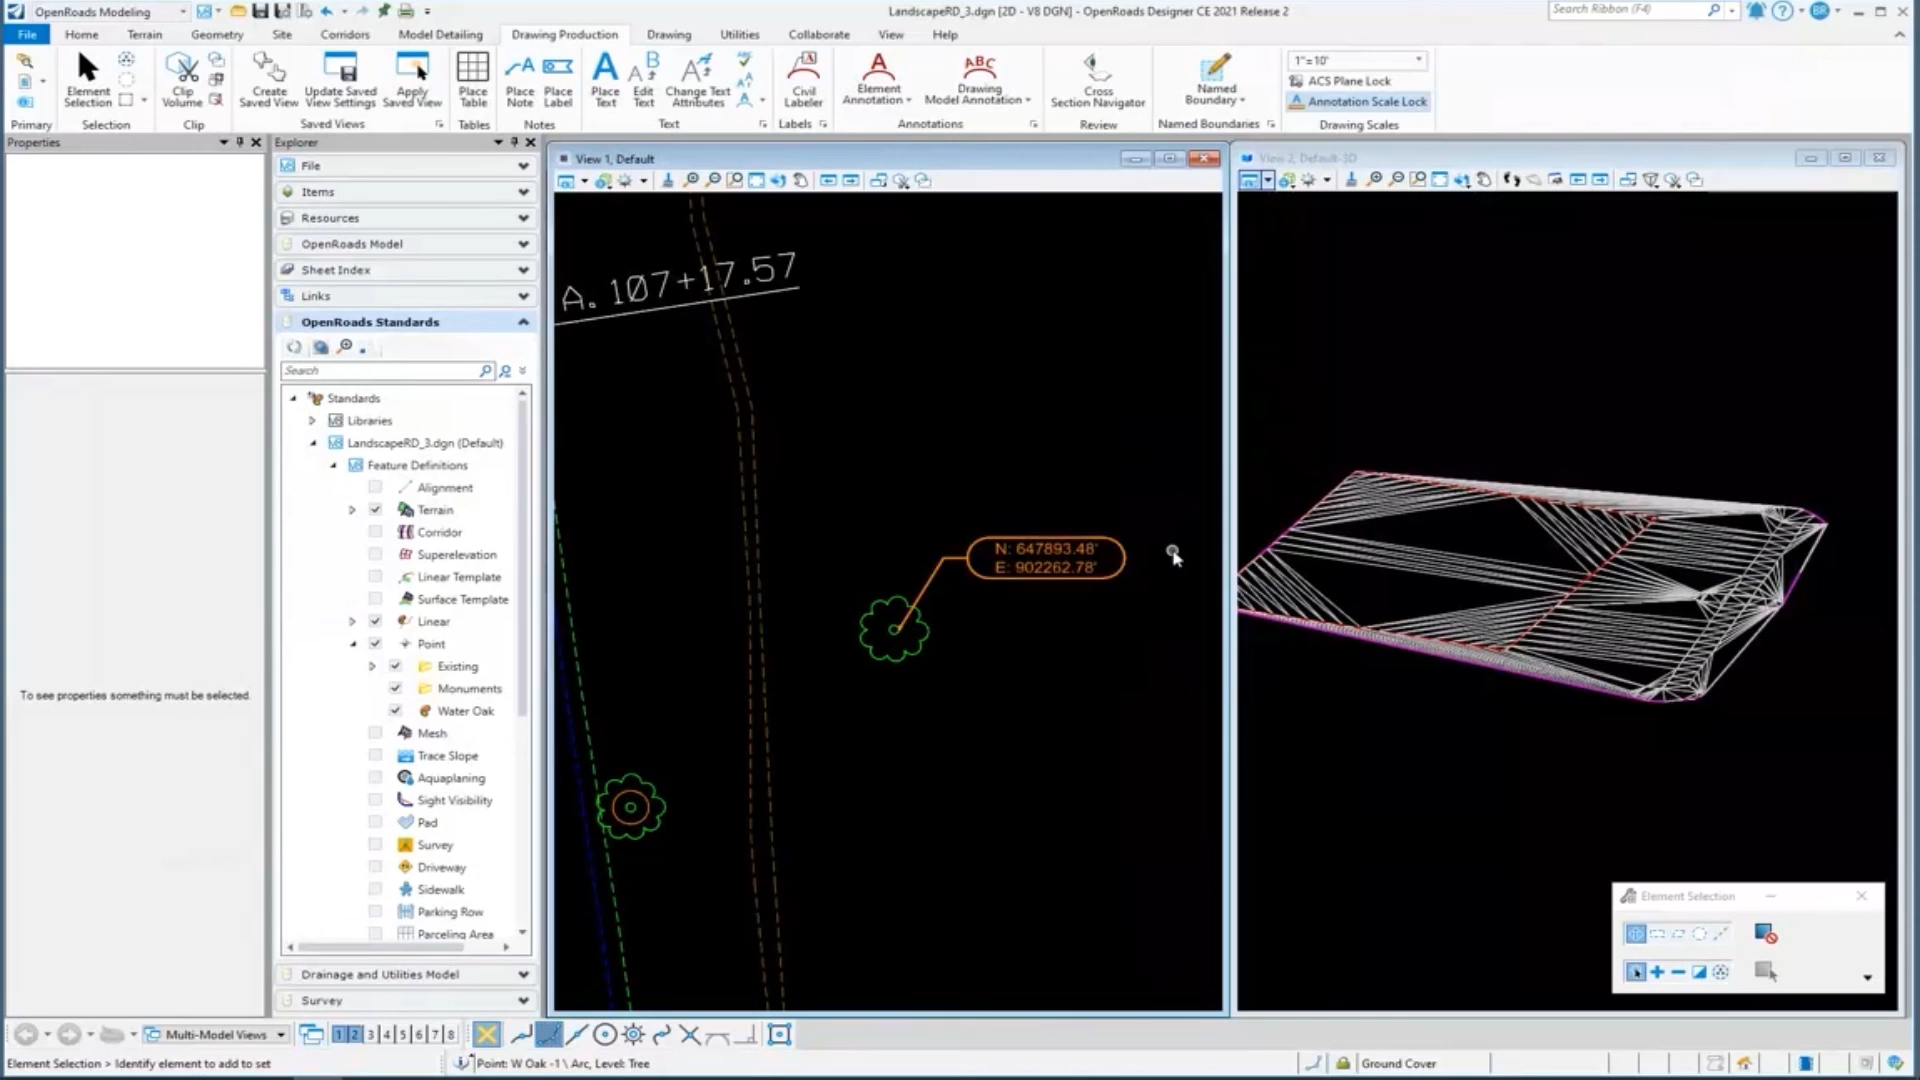 OpenRoads Modeling
LandscapeRD_3.dgn [2D - V8 DGN] - OpenRoads Designer CE 2021 Release 2
Search Ribbon (F4)
BR
File
Home
Terrain
Geometry
Site
Corridors
Model Detailing
Drawing Production
Drawing
Utilities
Collaborate
View
Help
Element Selection
Clip Volume
Create Saved View
Update Saved View Settings
Apply Saved View
Place Table
Place Note
Place Label
Place Text
Edit Text
Change Text Attributes
Civil Labeler
Element Annotation
Drawing Model Annotation
Cross Section Navigator
Named Boundary
1"=10'
ACS Plane Lock
Annotation Scale Lock
Primary
Selection
Clip
Saved Views
Tables
Notes
Text
Labels
Annotations
Review
Named Boundaries
Drawing Scales
Properties
To see properties something must be selected.
Explorer
File
Items
Resources
OpenRoads Model
Sheet Index
Links
OpenRoads Standards
Search
Standards
Libraries
LandscapeRD_3.dgn (Default)
Feature Definitions
Alignment
Terrain
Corridor
Superelevation
Linear Template
Surface Template
Linear
Point
Existing
Monuments
Water Oak
Mesh
Trace Slope
Aquaplaning
Sight Visibility
Pad
Survey
Driveway
Sidewalk
Parking Row
Parceling Area
Drainage and Utilities Model
Survey
View 1, Default
A. 107+17.57
N: 647893.48'
E: 902262.78'
View 2, Default-3D
Element Selection
Multi-Model Views
1 2 3 4 5 6 7 8
Element Selection > Identify element to add to set
Point: W Oak -1 \ Arc, Level: Tree
Ground Cover